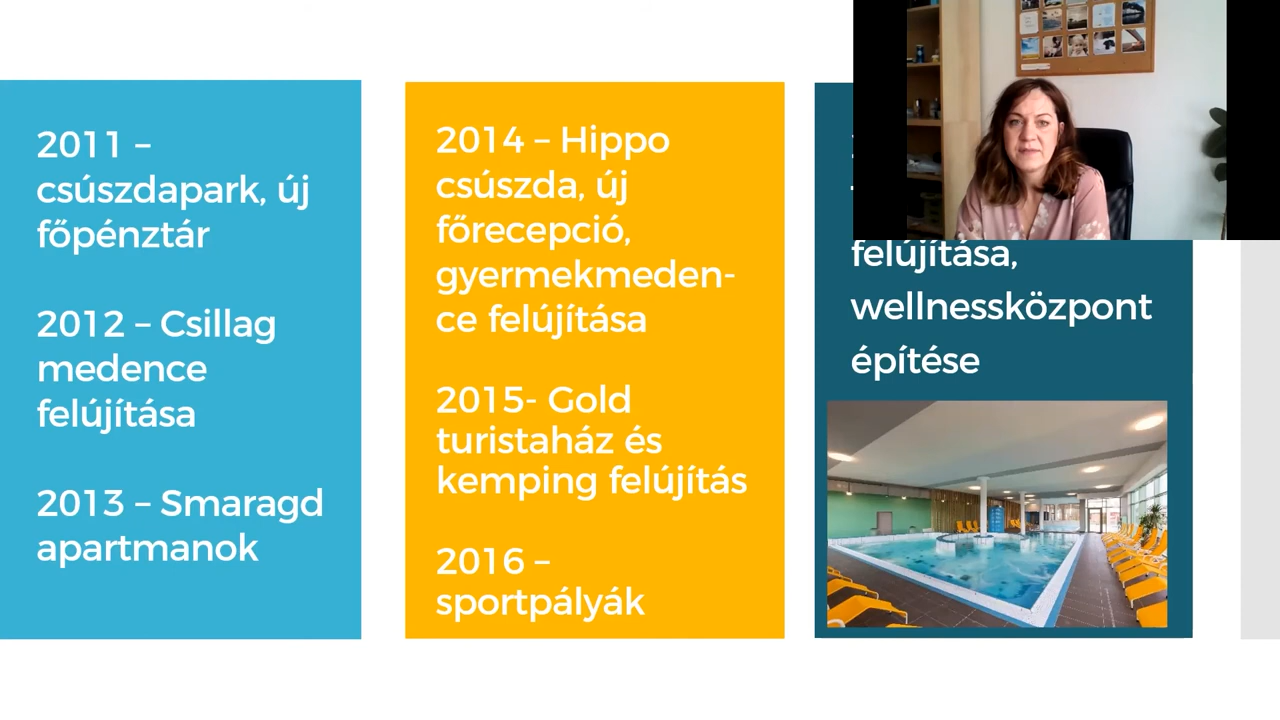 2011 –
csúszdapark, új
főpénztár
2012 – Csillag
medence
felújítása
2013 – Smaragd
apartmanok
2014 – Hippo
csúszda, új
főrecepció,
gyermekmeden-
ce felújítása
2015- Gold
turistaház és
kemping felújítás
2016 –
sportpályák
felújítása,
wellnessközpont
építése